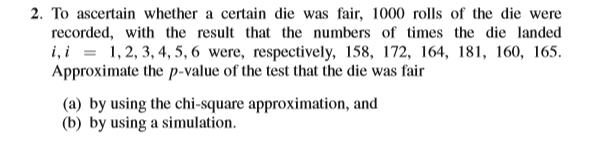 2. To ascertain whether a certain die was fair, 1000 rolls of the die were
recorded, with the result that the numbers of times the die landed
i, i = 1, 2, 3, 4, 5, 6 were, respectively, 158, 172, 164, 181, 160, 165.
Approximate the p-value of the test that the die was fair
(a) by using the chi-square approximation, and
(b) by using a simulation.